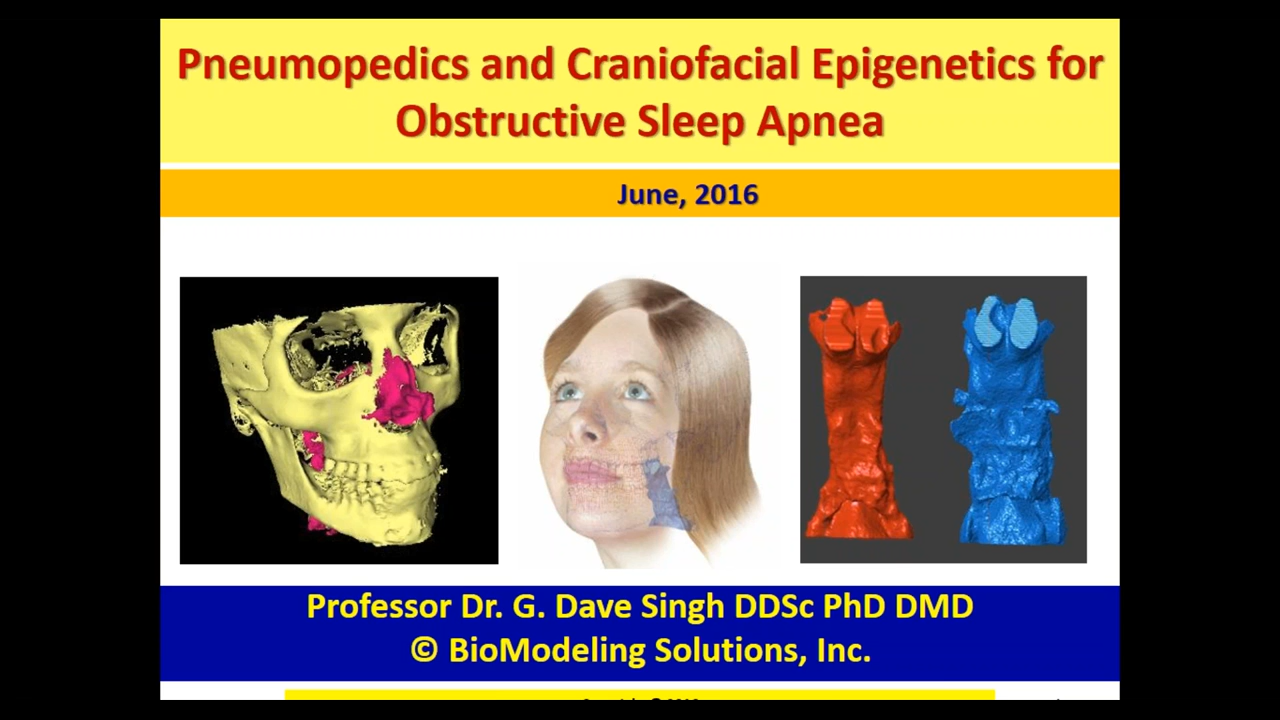 Pneumopedics and Craniofacial Epigenetics for
Obstructive Sleep Apnea
June, 2016
Professor Dr. G. Dave Singh DDSc PhD DMD
© BioModeling Solutions, Inc.